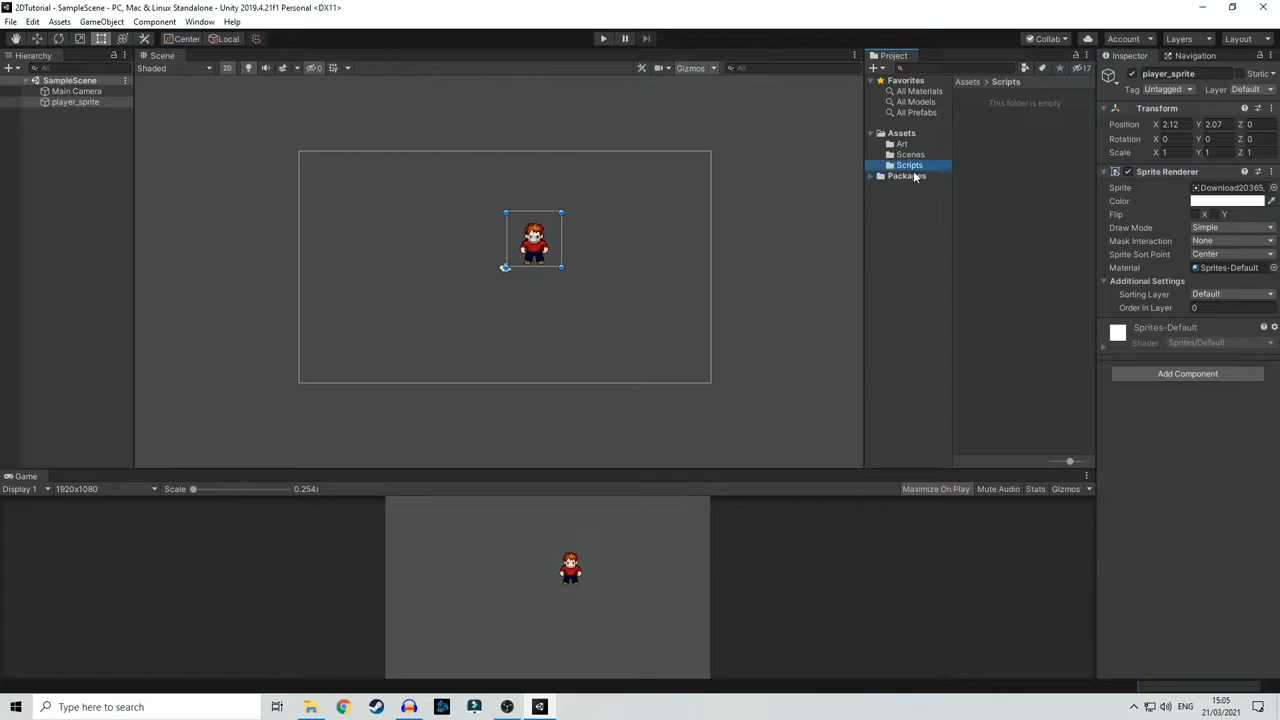 2DTutorial - SampleScene - PC, Mac & Linux Standalone - Unity 2019.4.21f1 Personal <DX11>
File Edit Assets GameObject Component Window Help
Center Local Collab Account Layers Layout
Hierarchy
All
SampleScene
Main Camera
player_sprite
Scene
Shaded 2D 0 Gizmos All
Project
17
Favorites
All Materials
All Models
All Prefabs
Assets
Art
Scenes
Scripts
Packages
Assets Scripts
This folder is empty
Inspector Navigation
player_sprite Static
Tag Untagged Layer Default
Transform
Position X 2.12 Y 2.07 Z 0
Rotation X 0 Y 0 Z 0
Scale X 1 Y 1 Z 1
Sprite Renderer
Sprite Download20365,
Color
Flip X Y
Draw Mode Simple
Mask Interaction None
Sprite Sort Point Center
Material Sprites-Default
Additional Settings
Sorting Layer Default
Order in Layer 0
Sprites-Default
Shader Sprites/Default
Add Component
Game
Display 1 1920x1080 Scale 0.254 Maximize On Play Mute Audio Stats Gizmos
Type here to search
ENG
15:05
21/03/2021